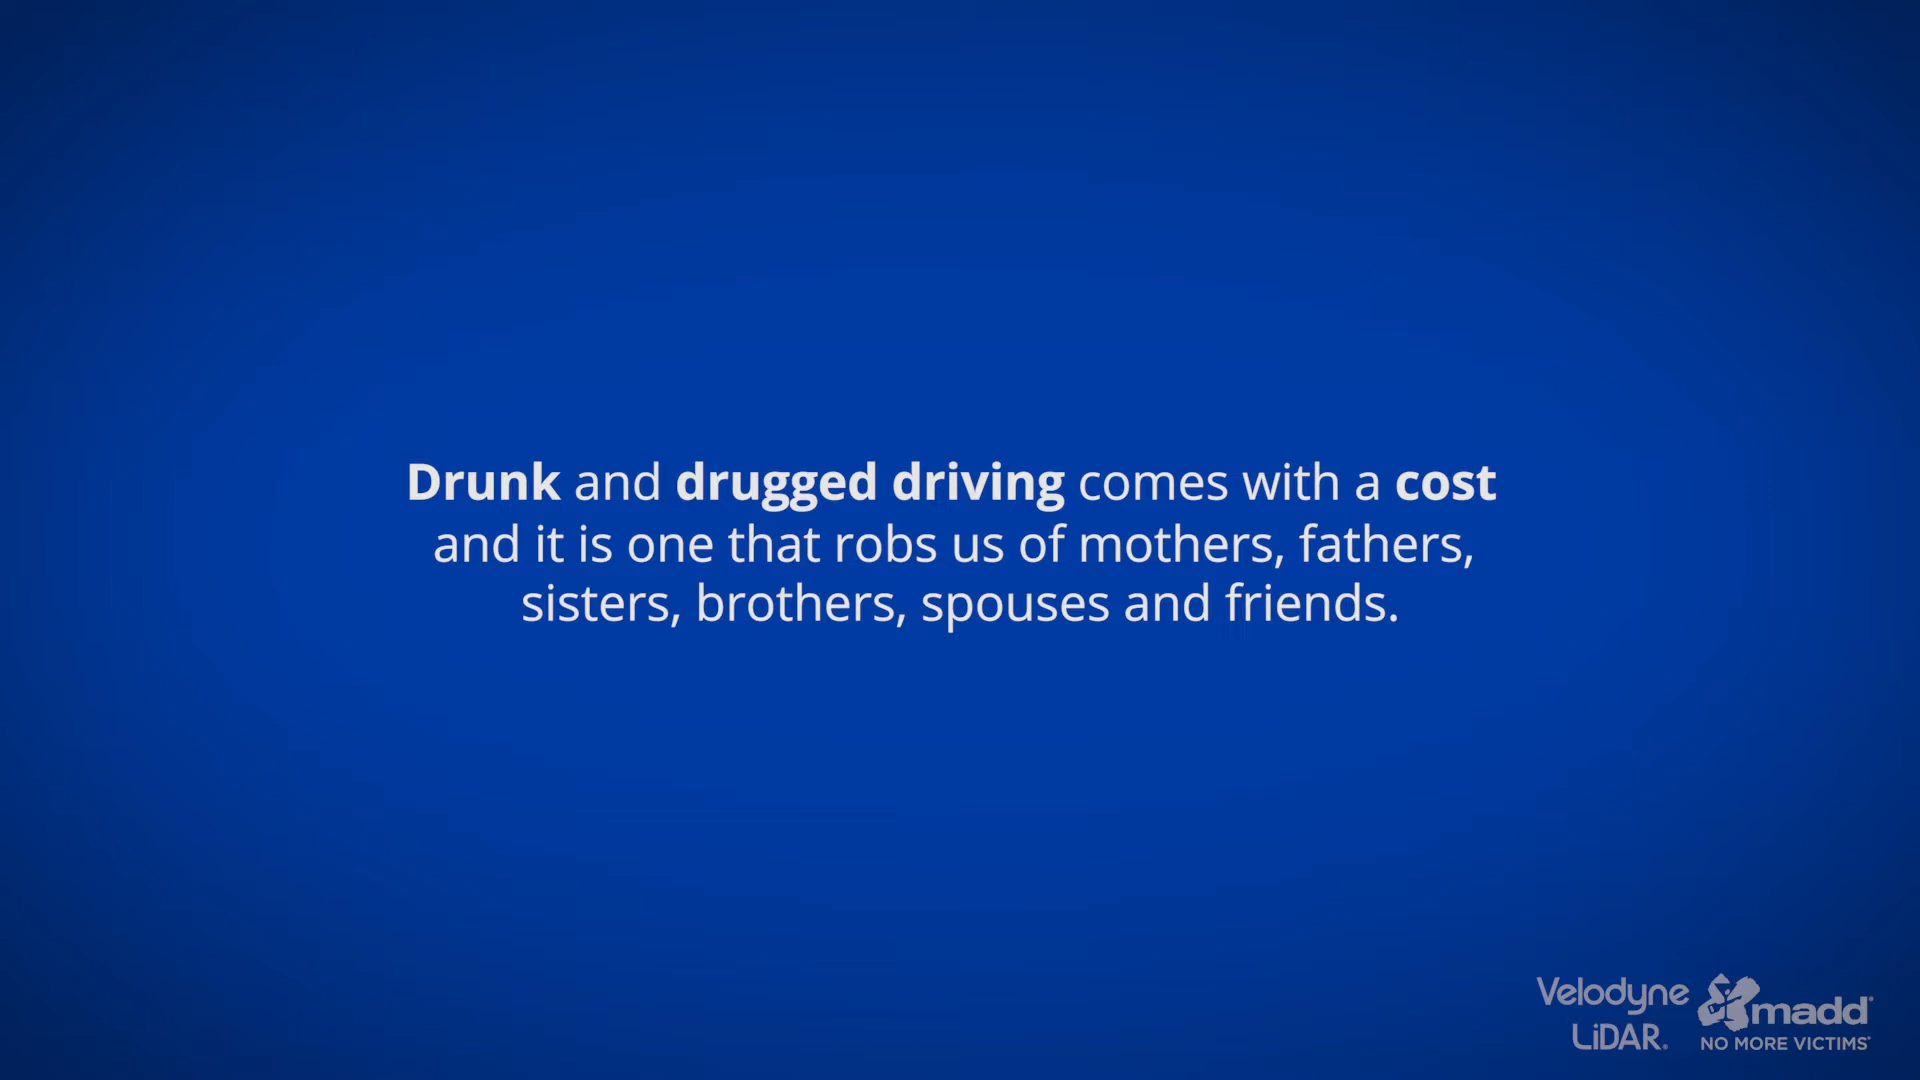 Drunk and drugged driving comes with a cost
and it is one that robs us of mothers, fathers,
sisters, brothers, spouses and friends.
Velodyne
LiDAR®
madd®
NO MORE VICTIMS®